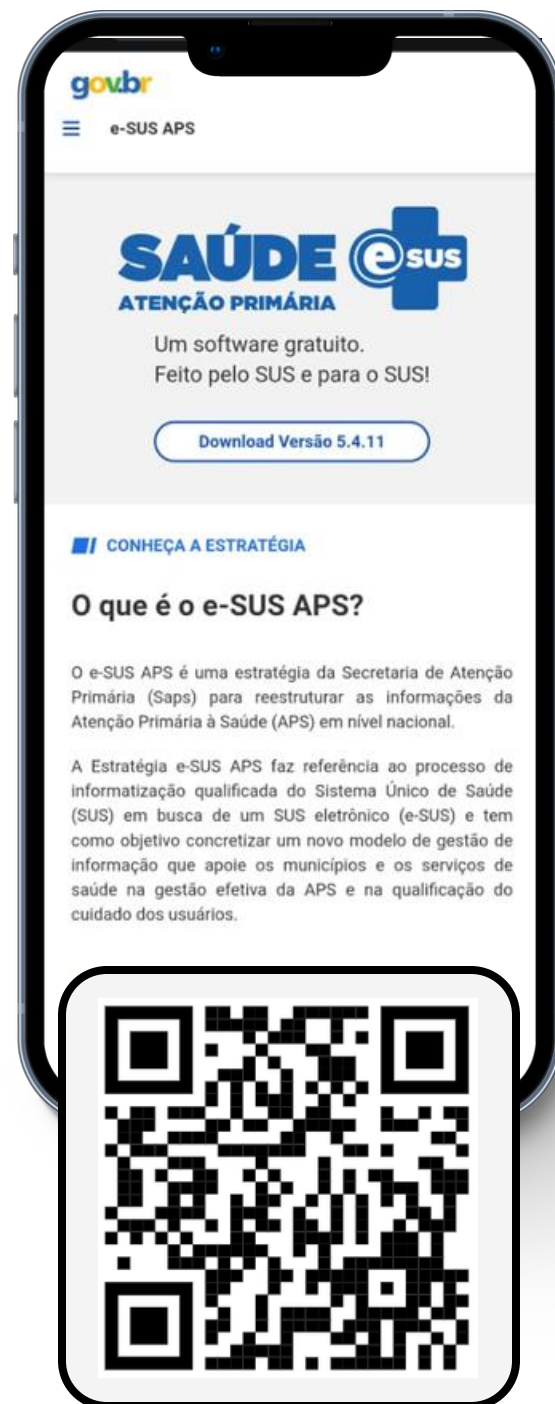 gov.br
e-SUS APS
SAÚDE e sus
ATENÇÃO PRIMÁRIA
Um software gratuito.
Feito pelo SUS e para o SUS!
Download Versão 5.4.11
CONHEÇA A ESTRATÉGIA
O que é o e-SUS APS?
O e-SUS APS é uma estratégia da Secretaria de Atenção
Primária (Saps) para reestruturar as informações da
Atenção Primária à Saúde (APS) em nível nacional.
A Estratégia e-SUS APS faz referência ao processo de
informatização qualificada do Sistema Único de Saúde
(SUS) em busca de um SUS eletrônico (e-SUS) e tem
como objetivo concretizar um novo modelo de gestão de
informação que apoie os municípios e os serviços de
saúde na gestão efetiva da APS e na qualificação do
cuidado dos usuários.